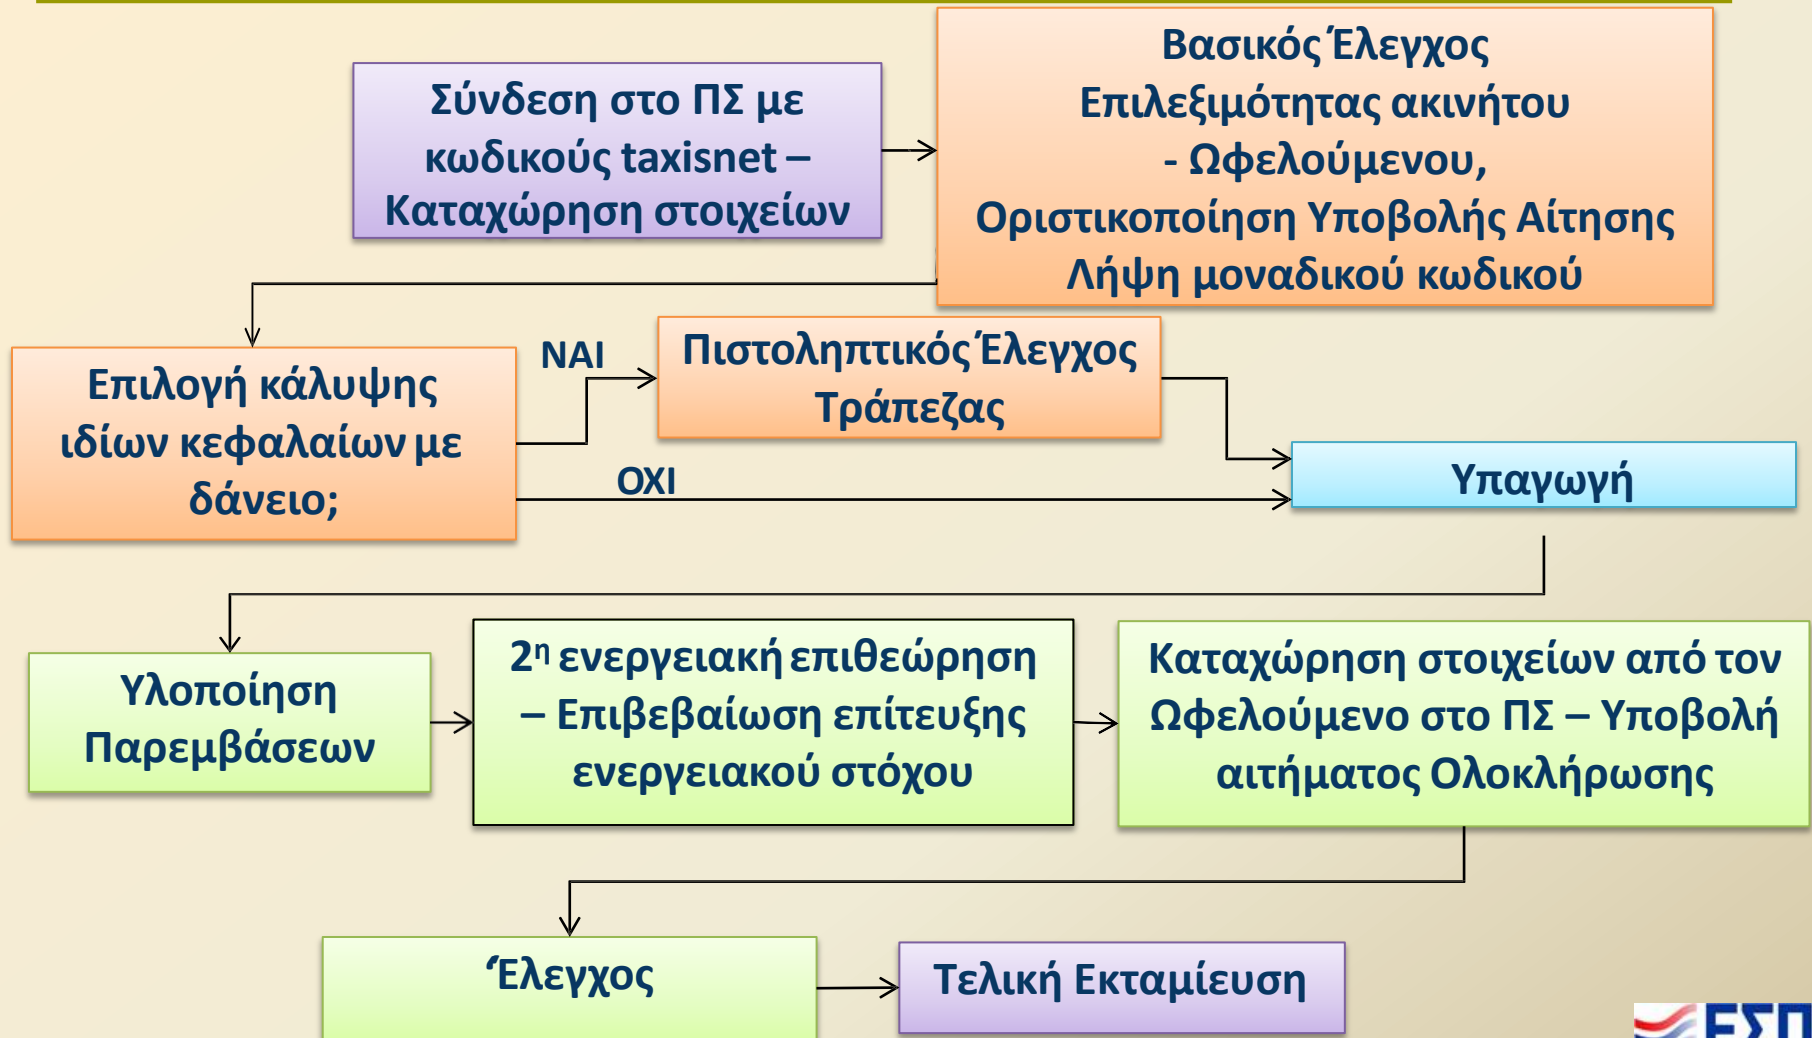 Σύνδεση στο ΠΣ με
κωδικούς taxisnet –
Καταχώρηση στοιχείων
Βασικός Έλεγχος
Επιλεξιμότητας ακινήτου
- Ωφελούμενου,
Οριστικοποίηση Υποβολής Αίτησης
Λήψη μοναδικού κωδικού
Επιλογή κάλυψης
ιδίων κεφαλαίων με
δάνειο;
ΝΑΙ
Πιστοληπτικός Έλεγχος
Τράπεζας
ΟΧΙ
Υπαγωγή
Υλοποίηση
Παρεμβάσεων
2η ενεργειακή επιθεώρηση
– Επιβεβαίωση επίτευξης
ενεργειακού στόχου
Καταχώρηση στοιχείων από τον
Ωφελούμενο στο ΠΣ – Υποβολή
αιτήματος Ολοκλήρωσης
‘Έλεγχος
Τελική Εκταμίευση